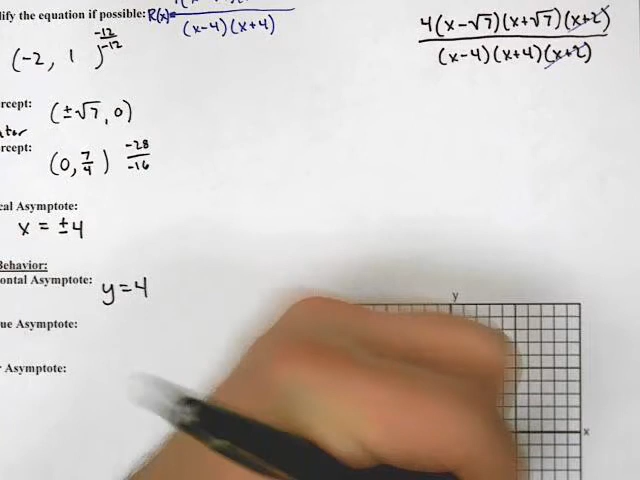 lify the equation if possible: R(x)=
(x-4)(x+4)
4(x-√7)(x+√7)(x+2)
(x-4)(x+4)(x+2)
(-2, 1) -12/-12
rcept: (±√7, 0)
rcept: (0, 7/4) -28/-16
cal Asymptote:
x = ±4
Behavior:
ontal Asymptote: y=4
ue Asymptote:
Asymptote:
y
x